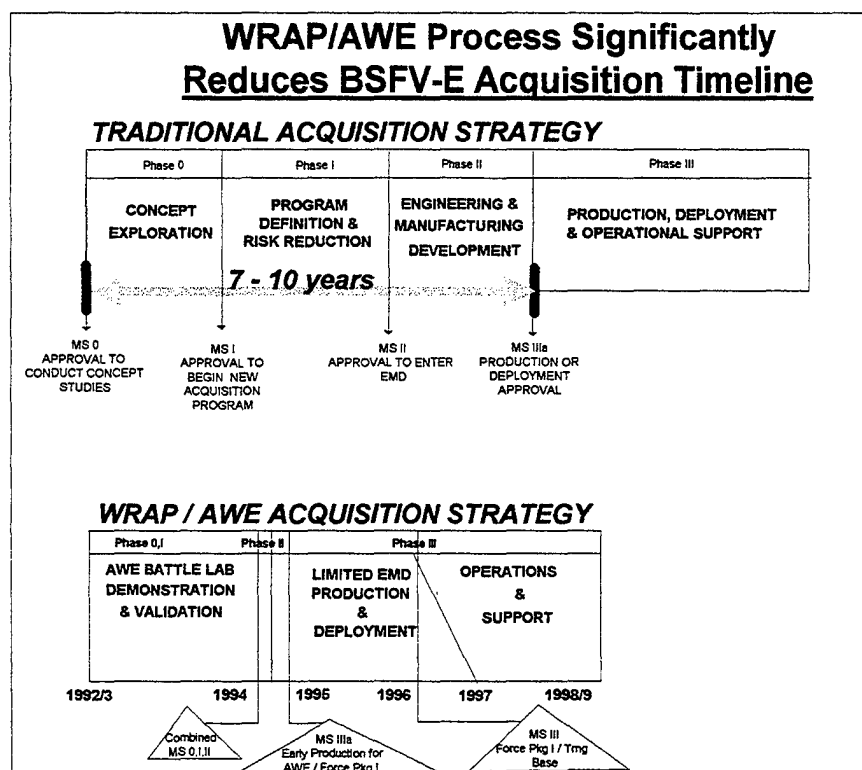 WRAP/AWE Process Significantly
Reduces BSFV-E Acquisition Timeline
TRADITIONAL ACQUISITION STRATEGY
Phase 0 Phase I Phase II Phase III
CONCEPT
EXPLORATION
PROGRAM
DEFINITION &
RISK REDUCTION
ENGINEERING &
MANUFACTURING
DEVELOPMENT
PRODUCTION, DEPLOYMENT
& OPERATIONAL SUPPORT
7 - 10 years
MS 0
APPROVAL TO
CONDUCT CONCEPT
STUDIES
MS I
APPROVAL TO
BEGIN NEW
ACQUISITION
PROGRAM
MS II
APPROVAL TO ENTER
EMD
MS IIIa
PRODUCTION OR
DEPLOYMENT
APPROVAL
WRAP / AWE ACQUISITION STRATEGY
Phase 0,I Phase II Phase III
AWE BATTLE LAB
DEMONSTRATION
& VALIDATION
LIMITED EMD
PRODUCTION
&
DEPLOYMENT
OPERATIONS
&
SUPPORT
1992/3 1994 1995 1996 1997 1998/9
Combined
MS 0,I,II
MS IIIa
Early Production for
AWE / Force Pkg I
MS III
Force Pkg I / Trng
Base